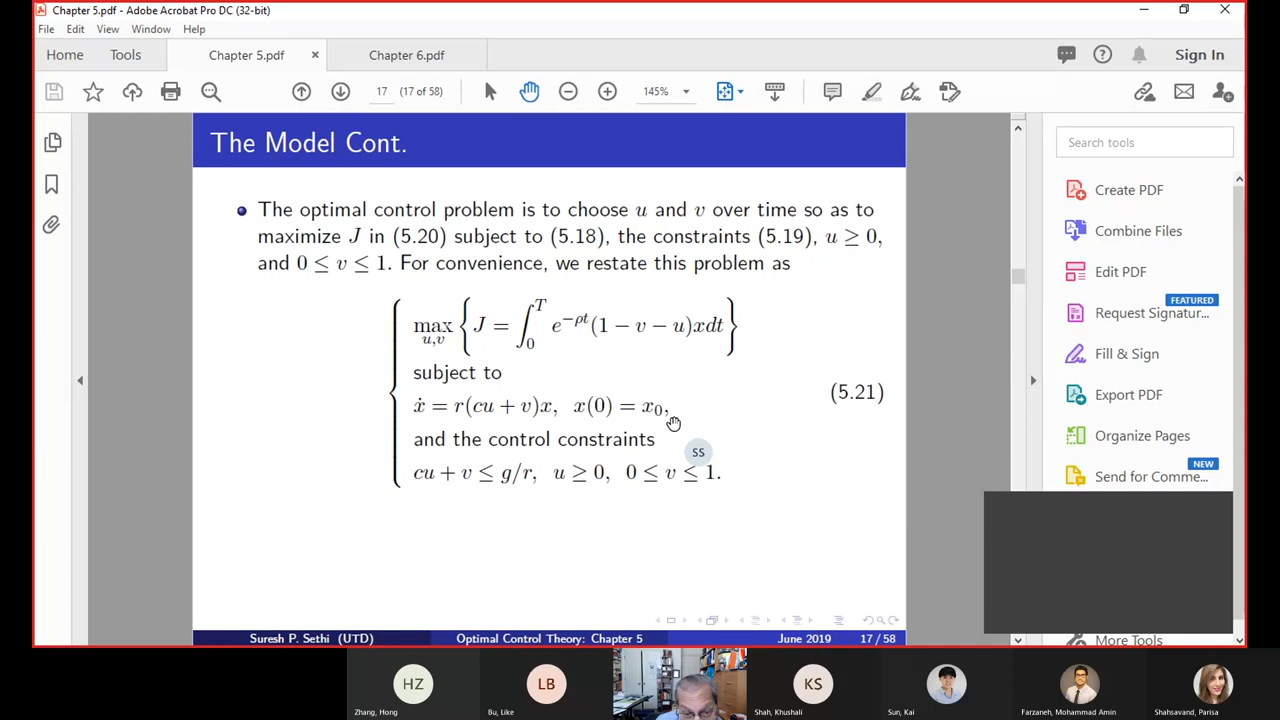 Chapter 5.pdf - Adobe Acrobat Pro DC (32-bit)
File Edit View Window Help
Home Tools Chapter 5.pdf × Chapter 6.pdf Sign In
17 (17 of 58) 145%
The Model Cont.
The optimal control problem is to choose u and v over time so as to
maximize J in (5.20) subject to (5.18), the constraints (5.19), u ≥ 0,
and 0 ≤ v ≤ 1. For convenience, we restate this problem as
max_{u,v} { J = ∫_0^T e^{−ρt}(1 − v − u)xdt }
subject to
ẋ = r(cu + v)x, x(0) = x_0,
(5.21)
and the control constraints
SS
cu + v ≤ g/r, u ≥ 0, 0 ≤ v ≤ 1.
Suresh P. Sethi (UTD) Optimal Control Theory: Chapter 5 June 2019 17 / 58
Search tools
Create PDF
Combine Files
Edit PDF
FEATURED
Request Signatur...
Fill & Sign
Export PDF
Organize Pages
NEW
Send for Comme...
More Tools
HZ LB KS
Zhang, Hong Bu, Like Shah, Khushali Sun, Kai Farzaneh, Mohammad Amin Shahsavand, Parisa